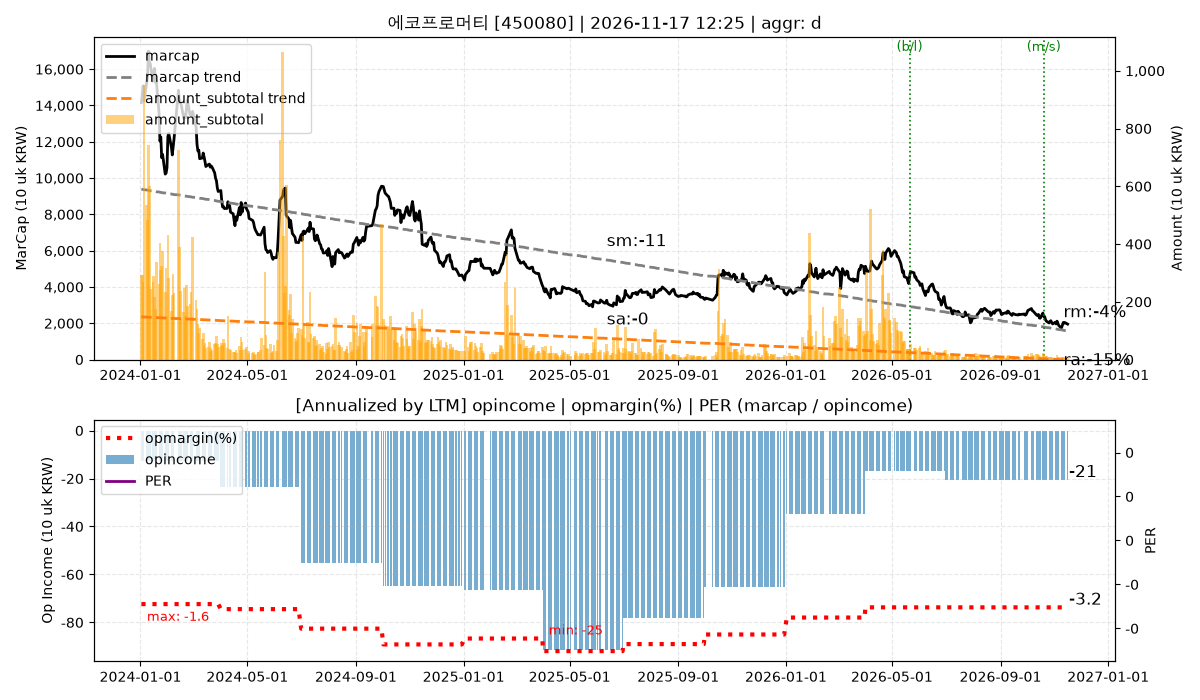 에코프로머티 [450080] | 2026-11-17 12:25 | aggr: d
(b/l)
(m/s)
marcap
marcap trend
amount_subtotal trend
amount_subtotal
16,000
14,000
12,000
10,000
8,000
6,000
4,000
2,000
0
MarCap (10 uk KRW)
1,000
800
600
400
200
0
Amount (10 uk KRW)
sm:-11
sa:-0
rm:-4%
ra:-15%
2024-01-01
2024-05-01
2024-09-01
2025-01-01
2025-05-01
2025-09-01
2026-01-01
2026-05-01
2026-09-01
2027-01-01
[Annualized by LTM] opincome | opmargin(%) | PER (marcap / opincome)
opmargin(%)
opincome
PER
0
-20
-40
-60
-80
Op Income (10 uk KRW)
0
0
0
-0
-0
PER
-21
-3.2
max: -1.6
min: -25
2024-01-01
2024-05-01
2024-09-01
2025-01-01
2025-05-01
2025-09-01
2026-01-01
2026-05-01
2026-09-01
2027-01-01